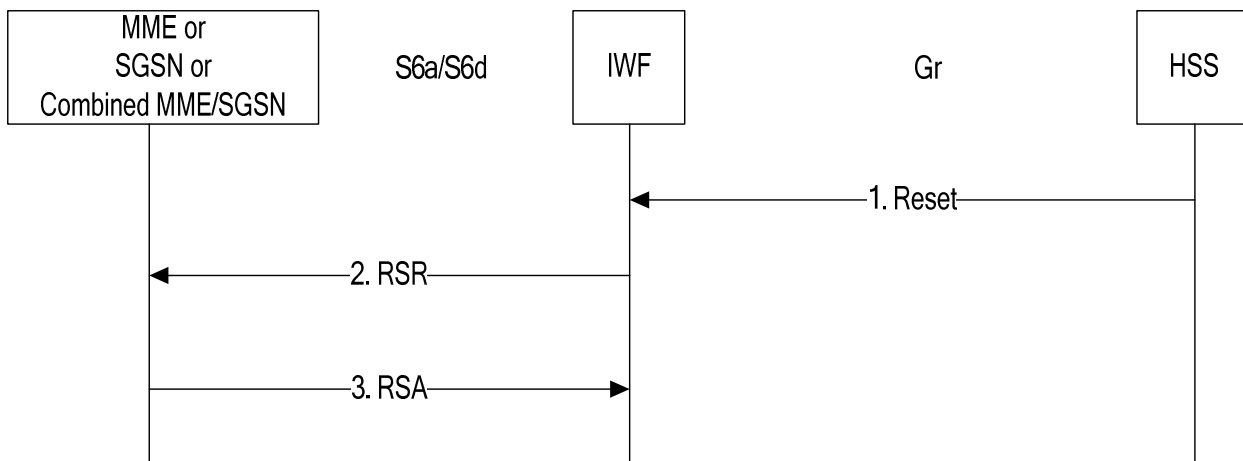 MME or
SGSN or
Combined MME/SGSN
S6a/S6d
IWF
Gr
HSS
1. Reset
2. RSR
3. RSA